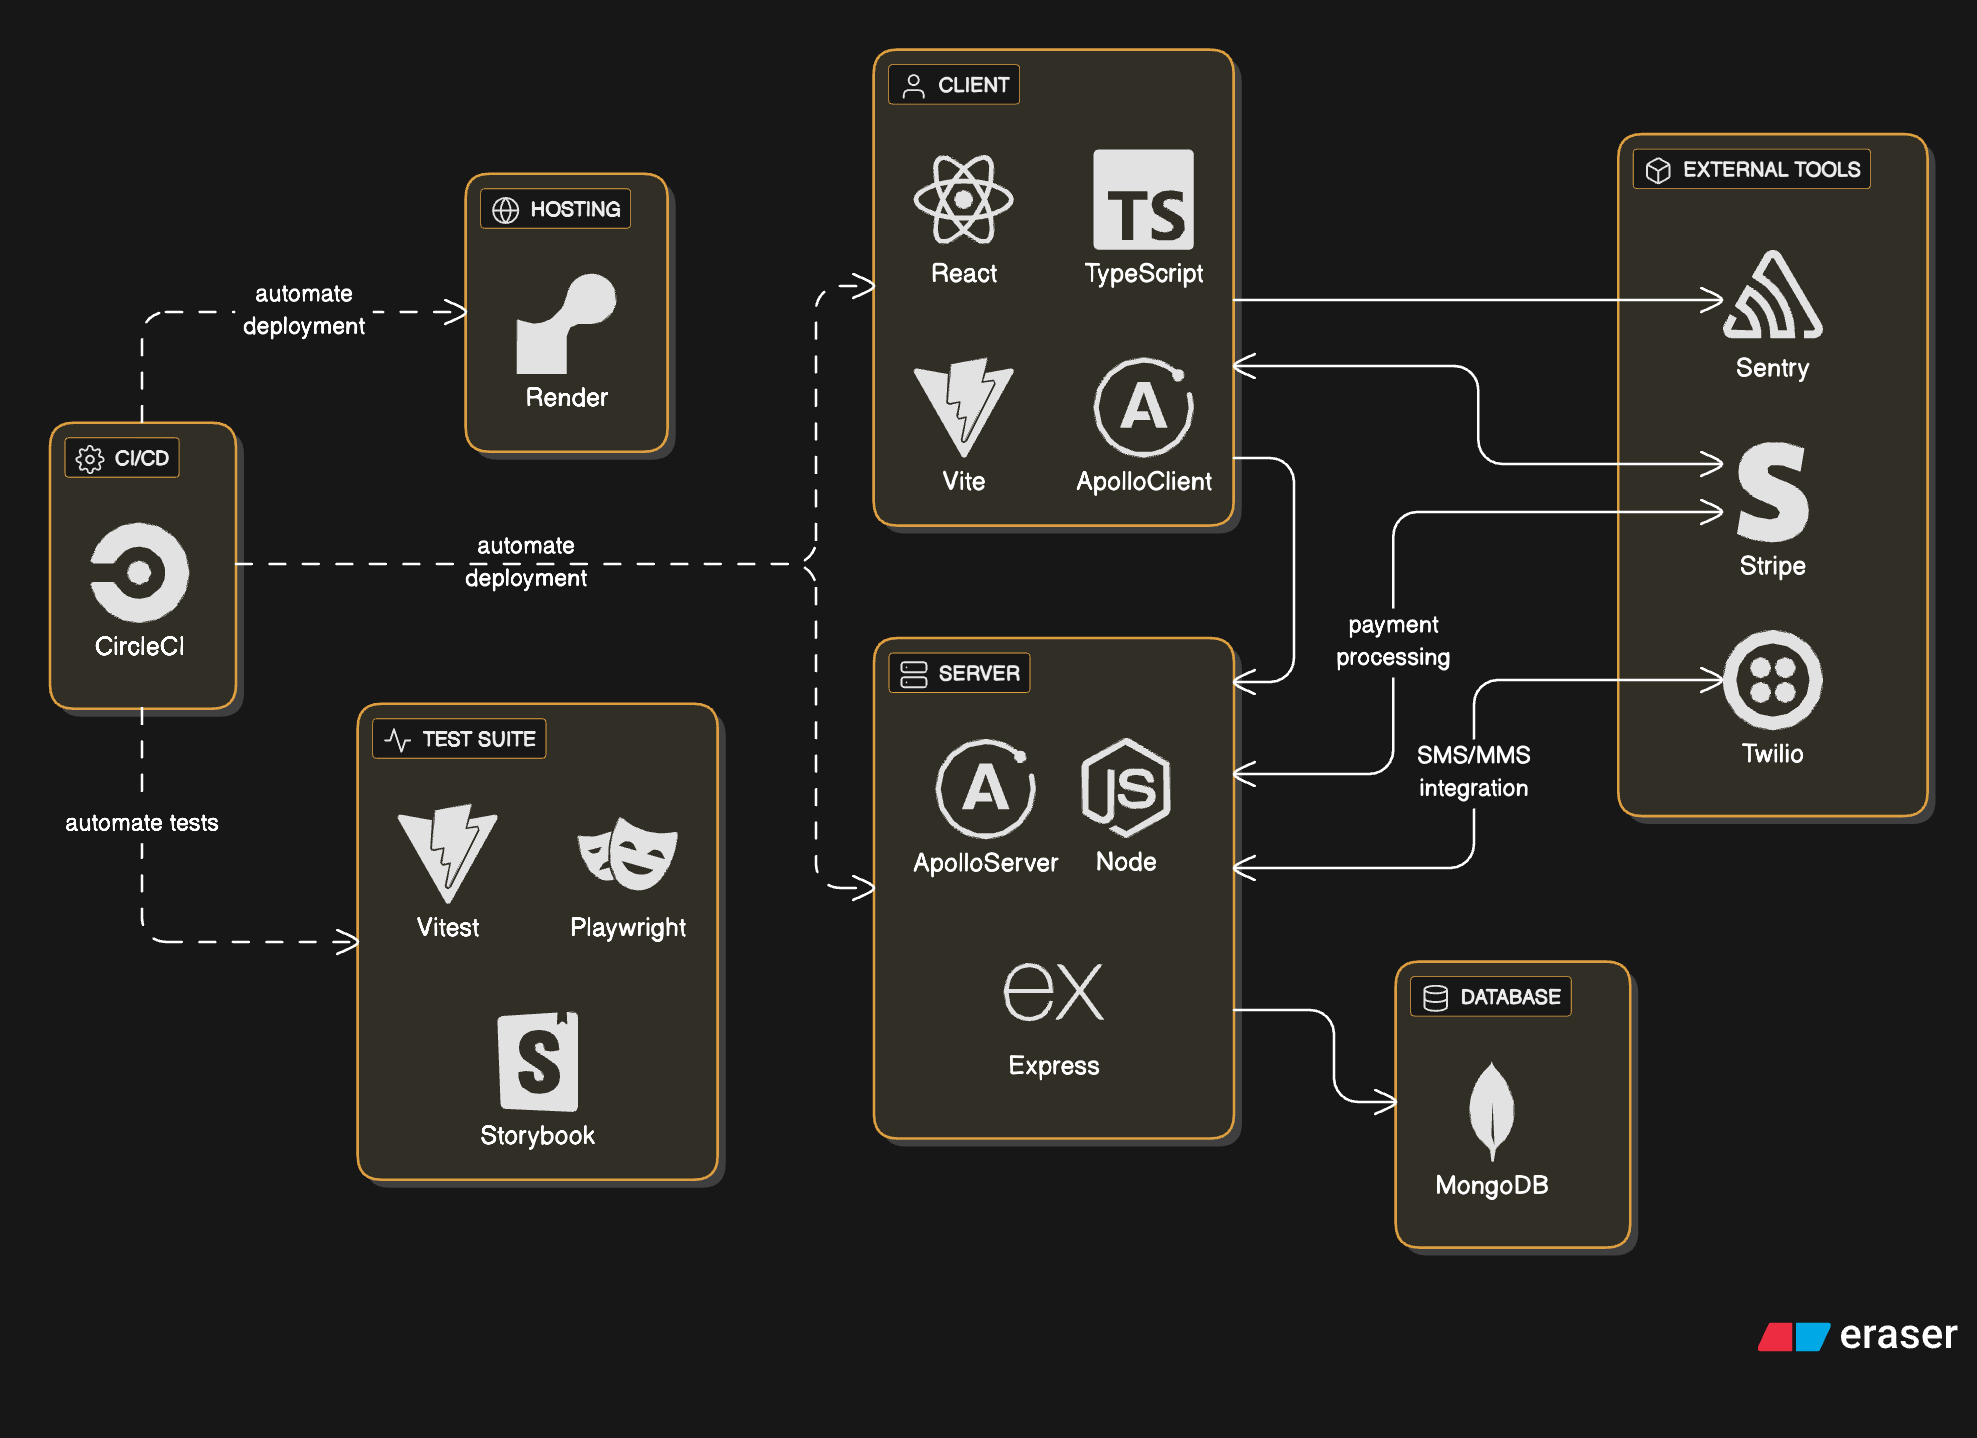 CLIENT
React
TypeScript
Vite
ApolloClient
EXTERNAL TOOLS
Sentry
Stripe
Twilio
HOSTING
Render
automate
deployment
CI/CD
CircleCI
automate
deployment
automate tests
TEST SUITE
Vitest
Playwright
Storybook
SERVER
ApolloServer
Node
Express
payment
processing
SMS/MMS
integration
DATABASE
MongoDB
eraser
TS
A
A
JS
ex
S
S